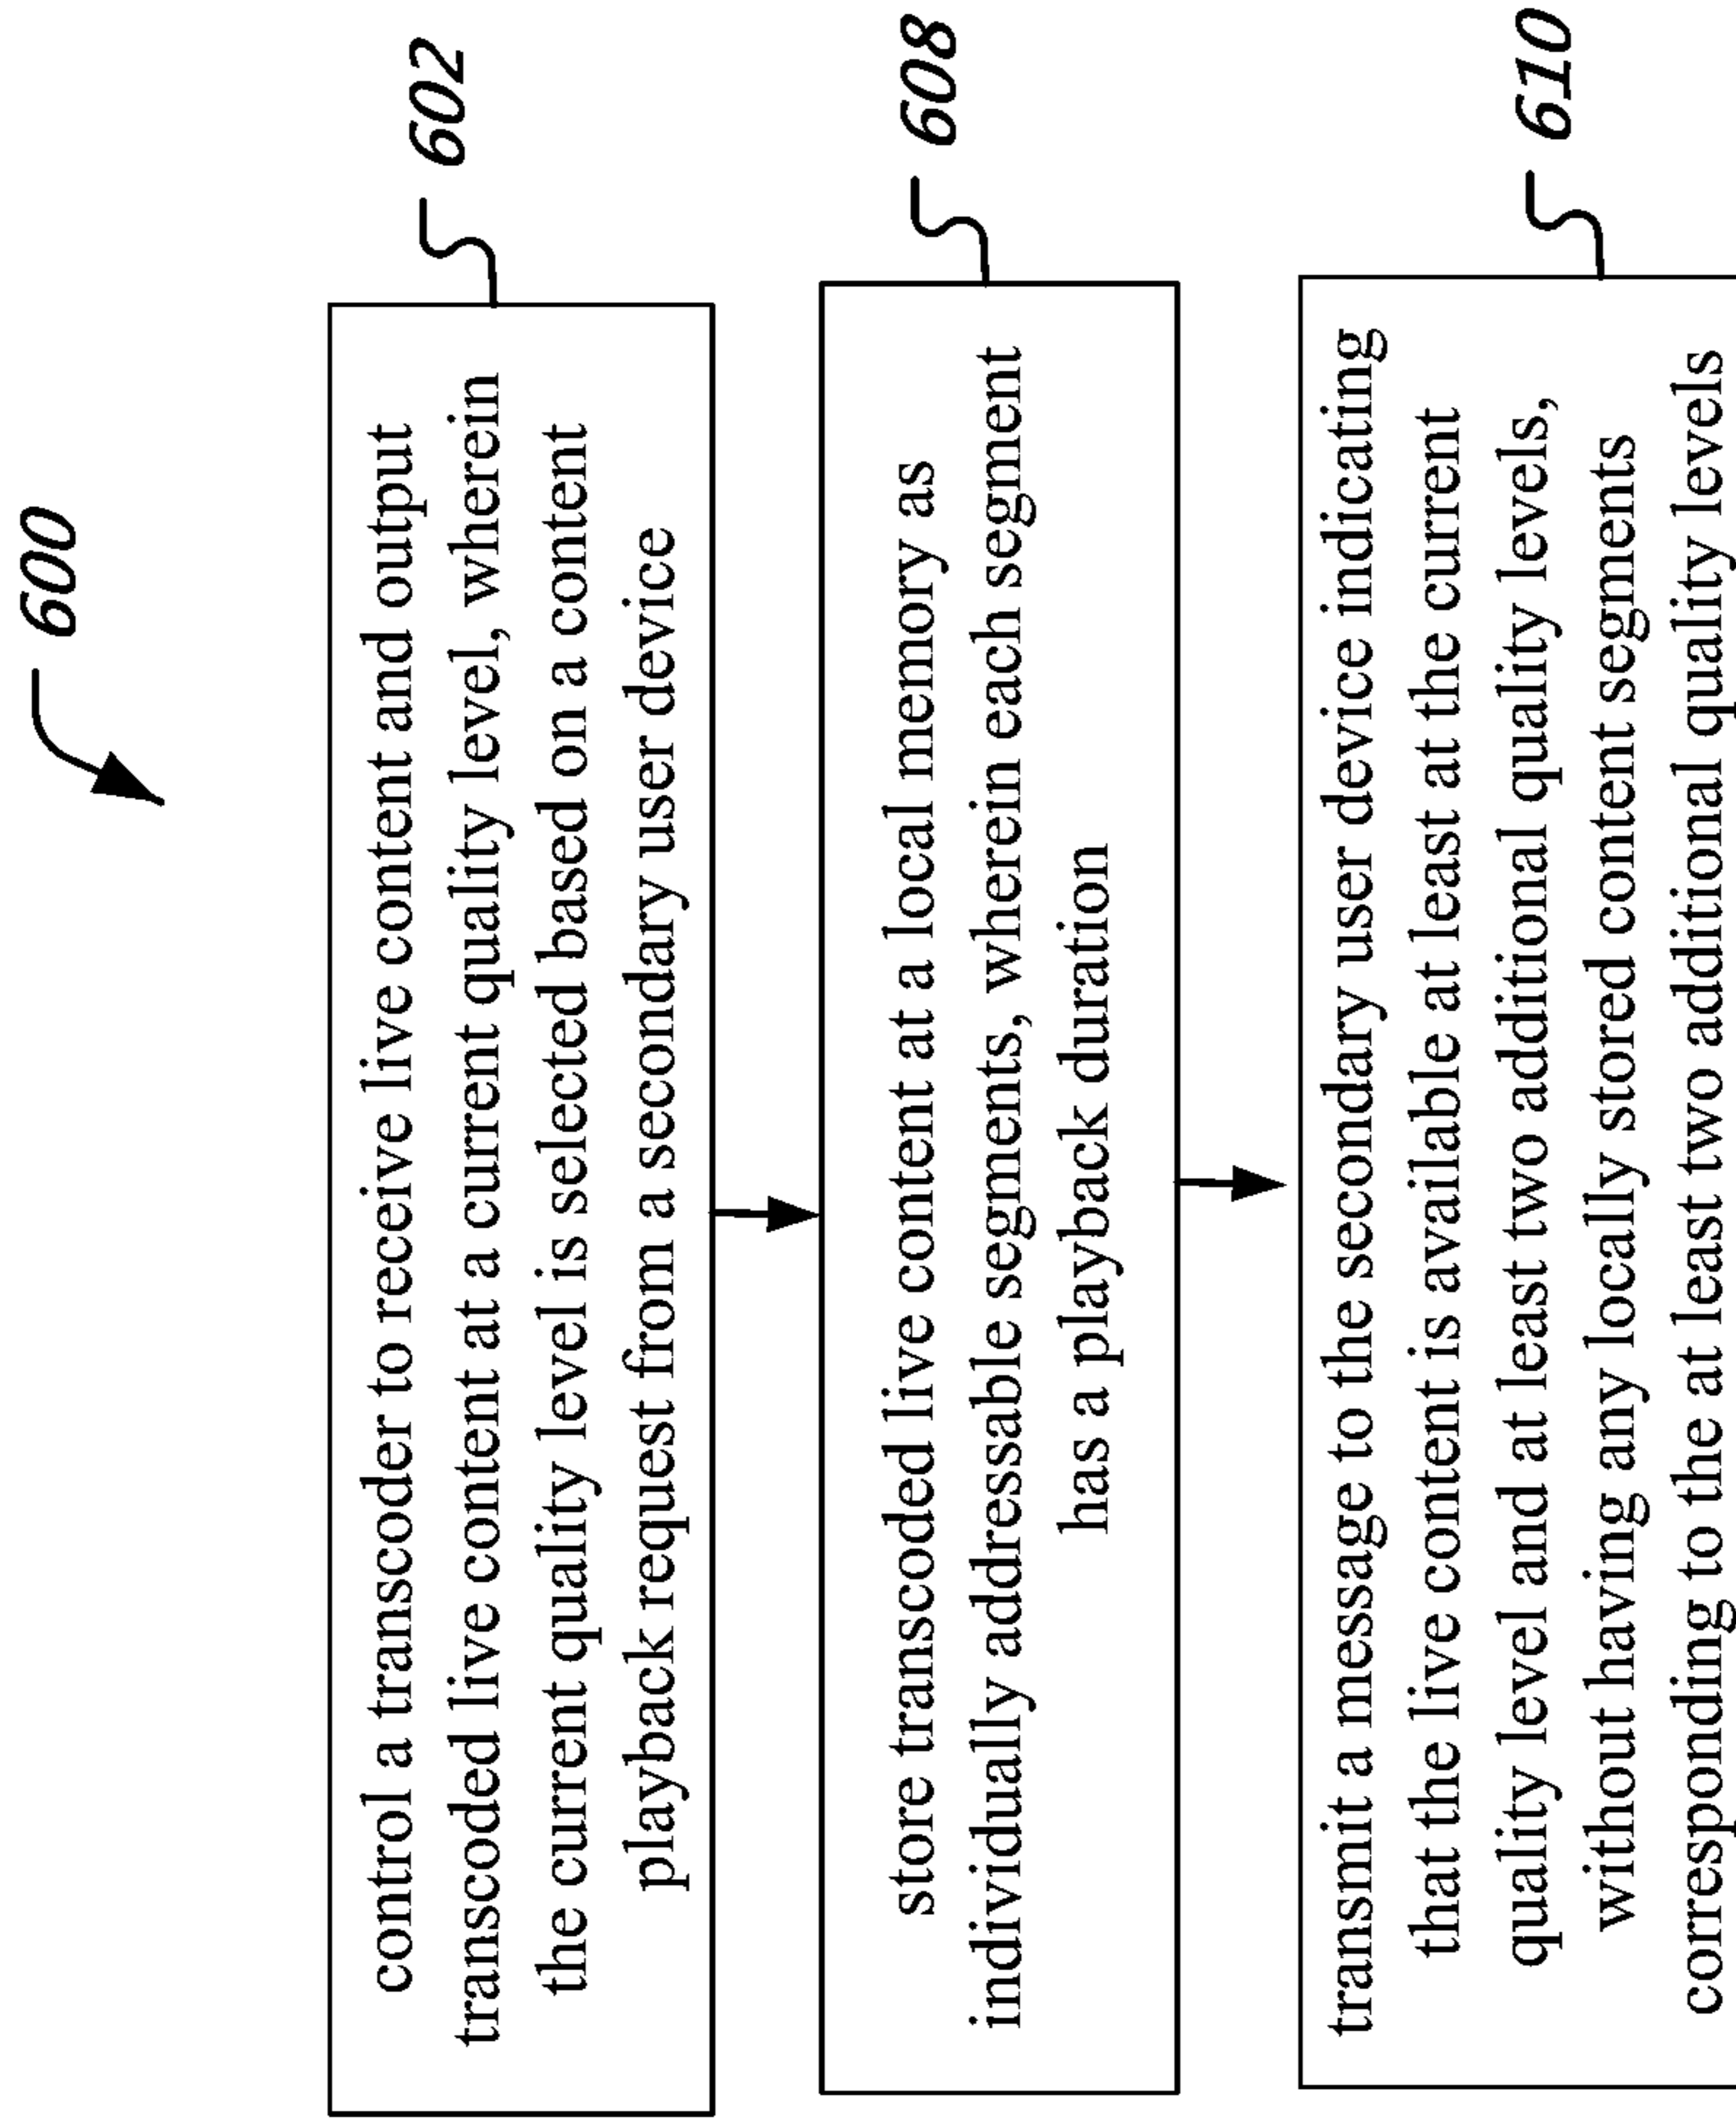 600
602
control a transcoder to receive live content and output
transcoded live content at a current quality level, wherein
the current quality level is selected based on a content
playback request from a secondary user device
608
store transcoded live content at a local memory as
individually addressable segments, wherein each segment
has a playback duration
610
transmit a message to the secondary user device indicating
that the live content is available at least at the current
quality level and at least two additional quality levels,
without having any locally stored content segments
corresponding to the at least two additional quality levels